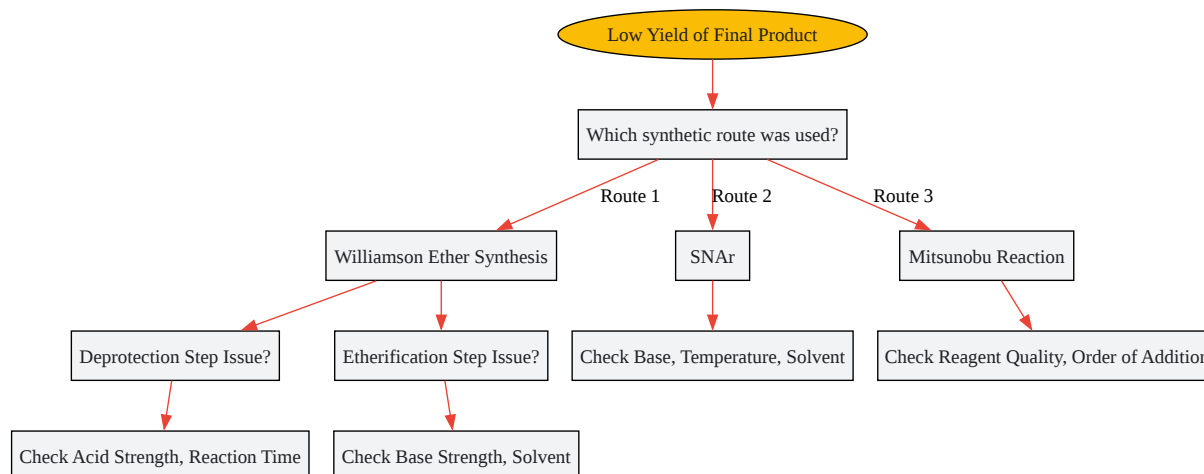 Low Yield of Final Product
Which synthetic route was used?
Route 1
Route 2
Route 3
Williamson Ether Synthesis
SNAr
Mitsunobu Reaction
Deprotection Step Issue?
Etherification Step Issue?
Check Base, Temperature, Solvent
Check Reagent Quality, Order of Addition
Check Acid Strength, Reaction Time
Check Base Strength, Solvent